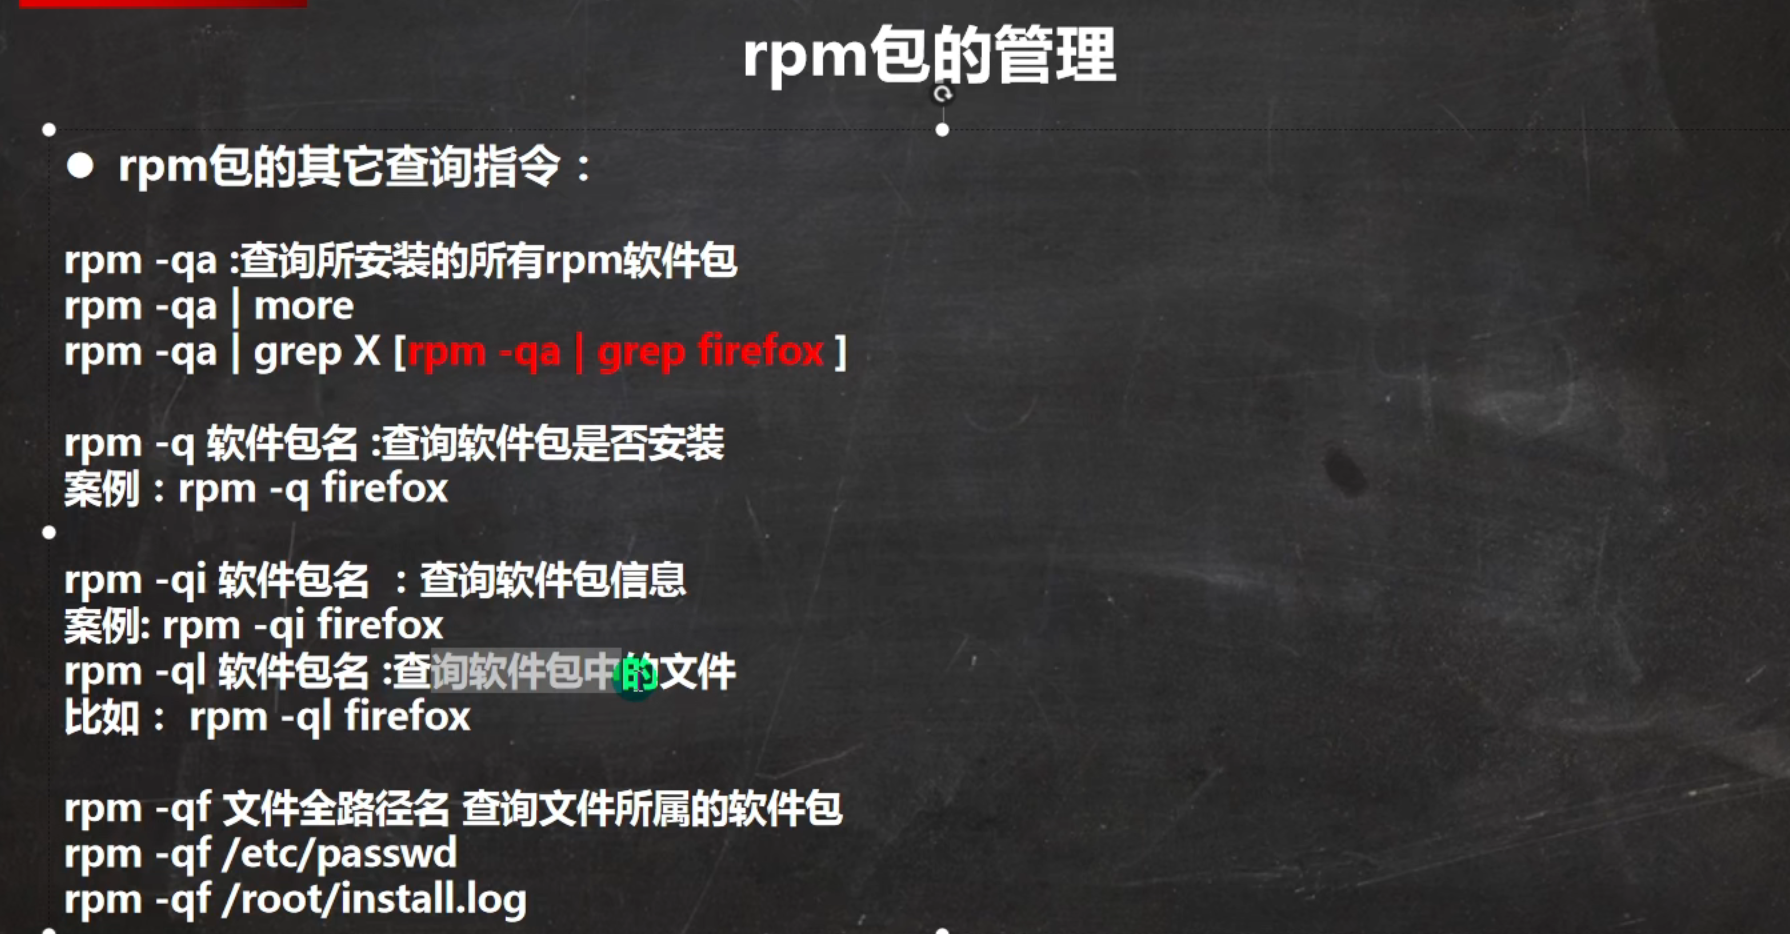 rpm包的管理
● rpm包的其它查询指令：
rpm -qa :查询所安装的所有rpm软件包
rpm -qa | more
rpm -qa | grep X [rpm -qa | grep firefox ]
rpm -q 软件包名 :查询软件包是否安装
案例：rpm -q firefox
rpm -qi 软件包名 ：查询软件包信息
案例: rpm -qi firefox
rpm -ql 软件包名 :查询软件包中的文件
比如： rpm -ql firefox
rpm -qf 文件全路径名 查询文件所属的软件包
rpm -qf /etc/passwd
rpm -qf /root/install.log